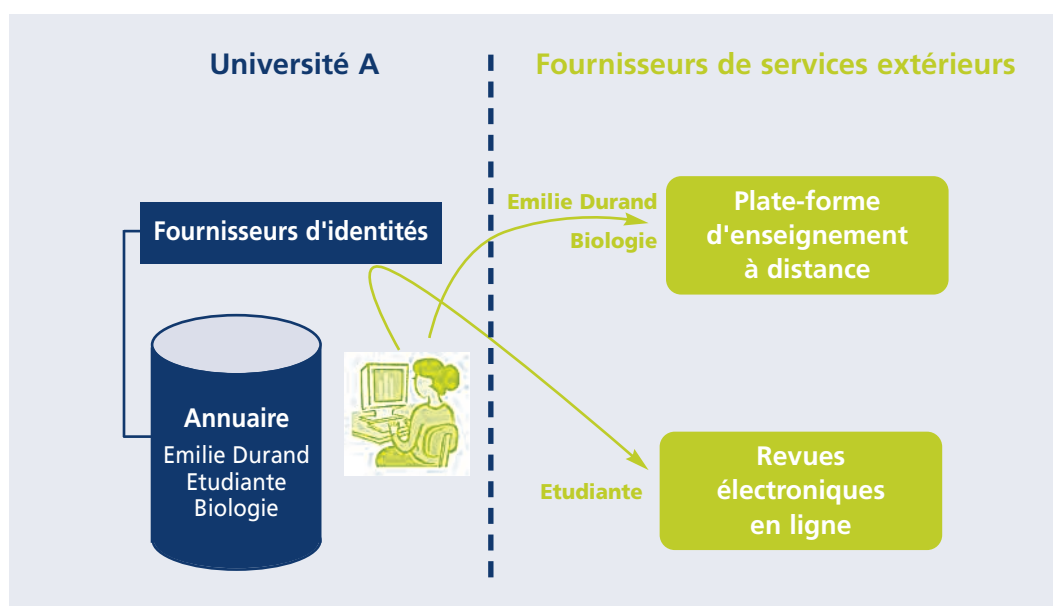 Université A
Fournisseurs de services extérieurs
Fournisseurs d'identités
Annuaire
Emilie Durand
Etudiante
Biologie
Emilie Durand
Biologie
Plate-forme
d'enseignement
à distance
Etudiante
Revues
électroniques
en ligne